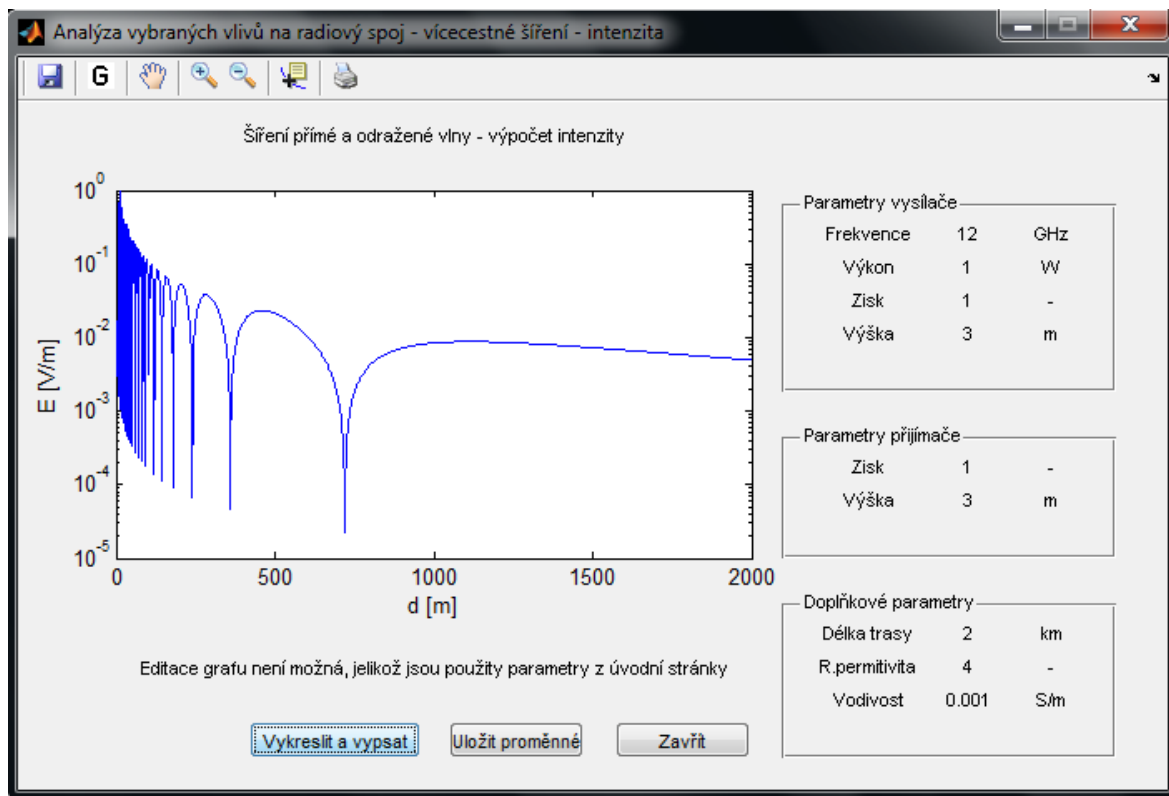 Analýza vybraných vlivů na radiový spoj - vícecestné šíření - intenzita
G
Šíření přímé a odražené vlny - výpočet intenzity
10^0
10^-1
10^-2
10^-3
10^-4
10^-5
E [V/m]
0 500 1000 1500 2000
d [m]
Editace grafu není možná, jelikož jsou použity parametry z úvodní stránky
Vykreslit a vypsat Uložit proměnné Zavřít
Parametry vysílače
Frekvence 12 GHz
Výkon 1 W
Zisk 1 -
Výška 3 m
Parametry přijímače
Zisk 1 -
Výška 3 m
Doplňkové parametry
Délka trasy 2 km
R.permitivita 4 -
Vodivost 0.001 S/m